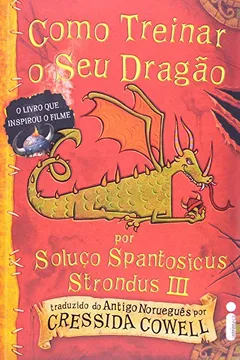 Como Treinar
o Seu Dragão
O LIVRO QUE
INSPIROU O FILME
por
Soluço Spantosicus
Strondus III
traduzido do Antigo Norueguês por
CRESSIDA COWELL